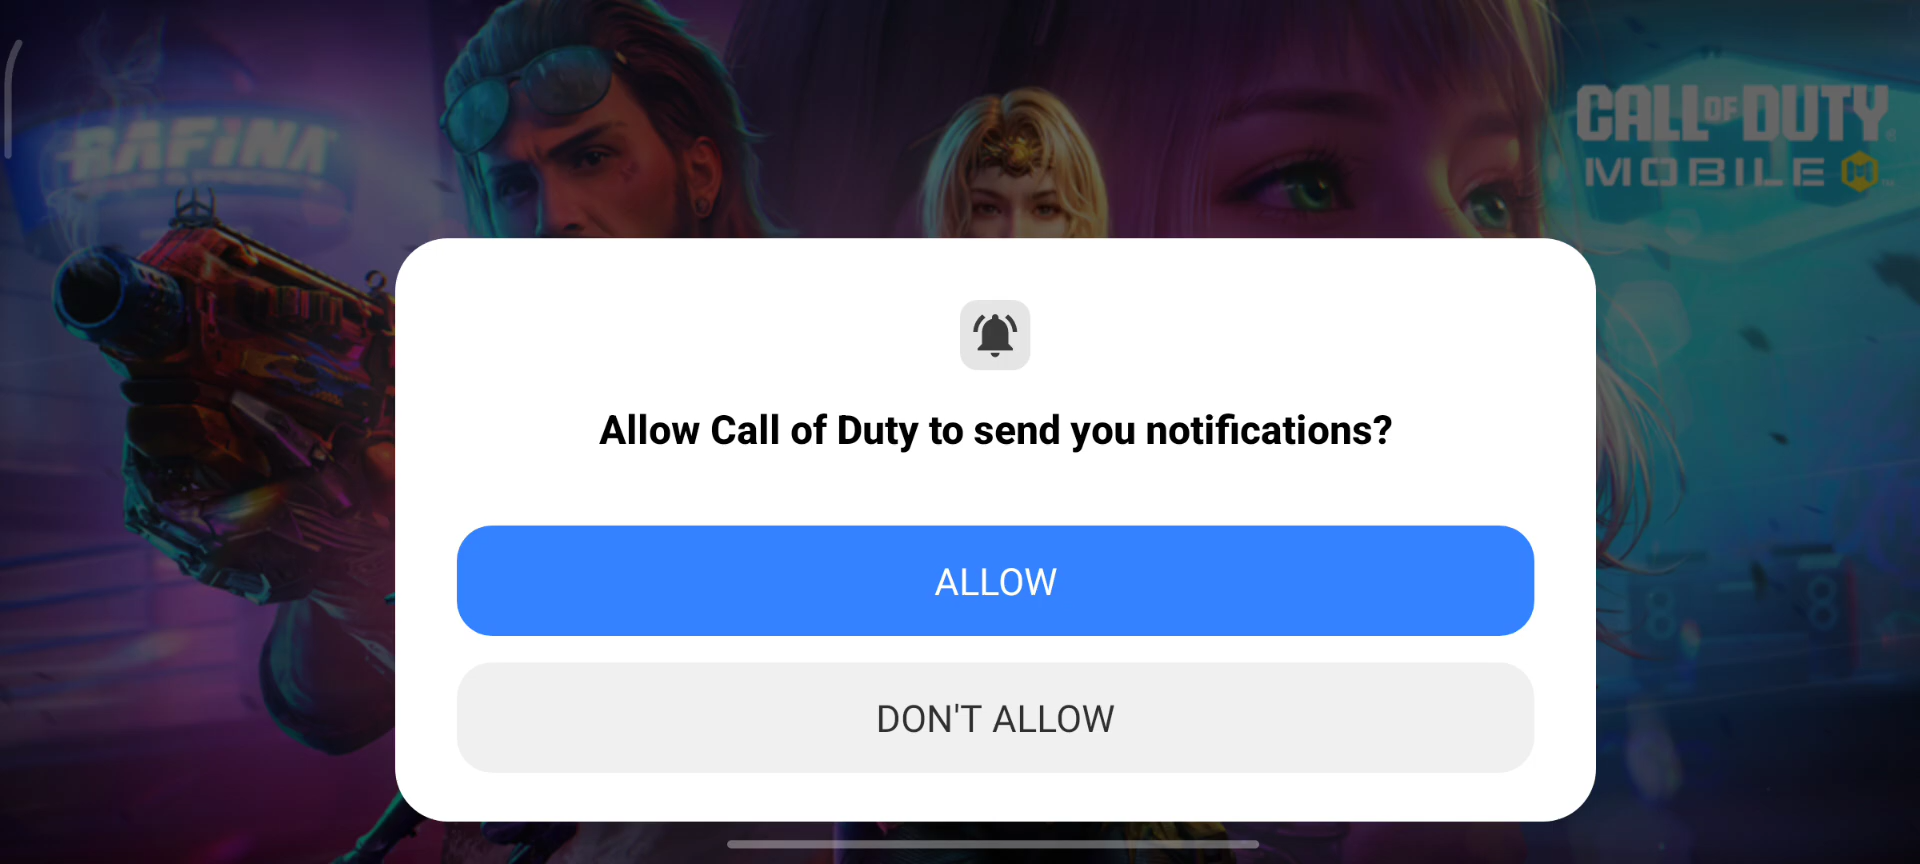 CALL OF DUTY
MOBILE
Allow Call of Duty to send you notifications?
ALLOW
DON'T ALLOW